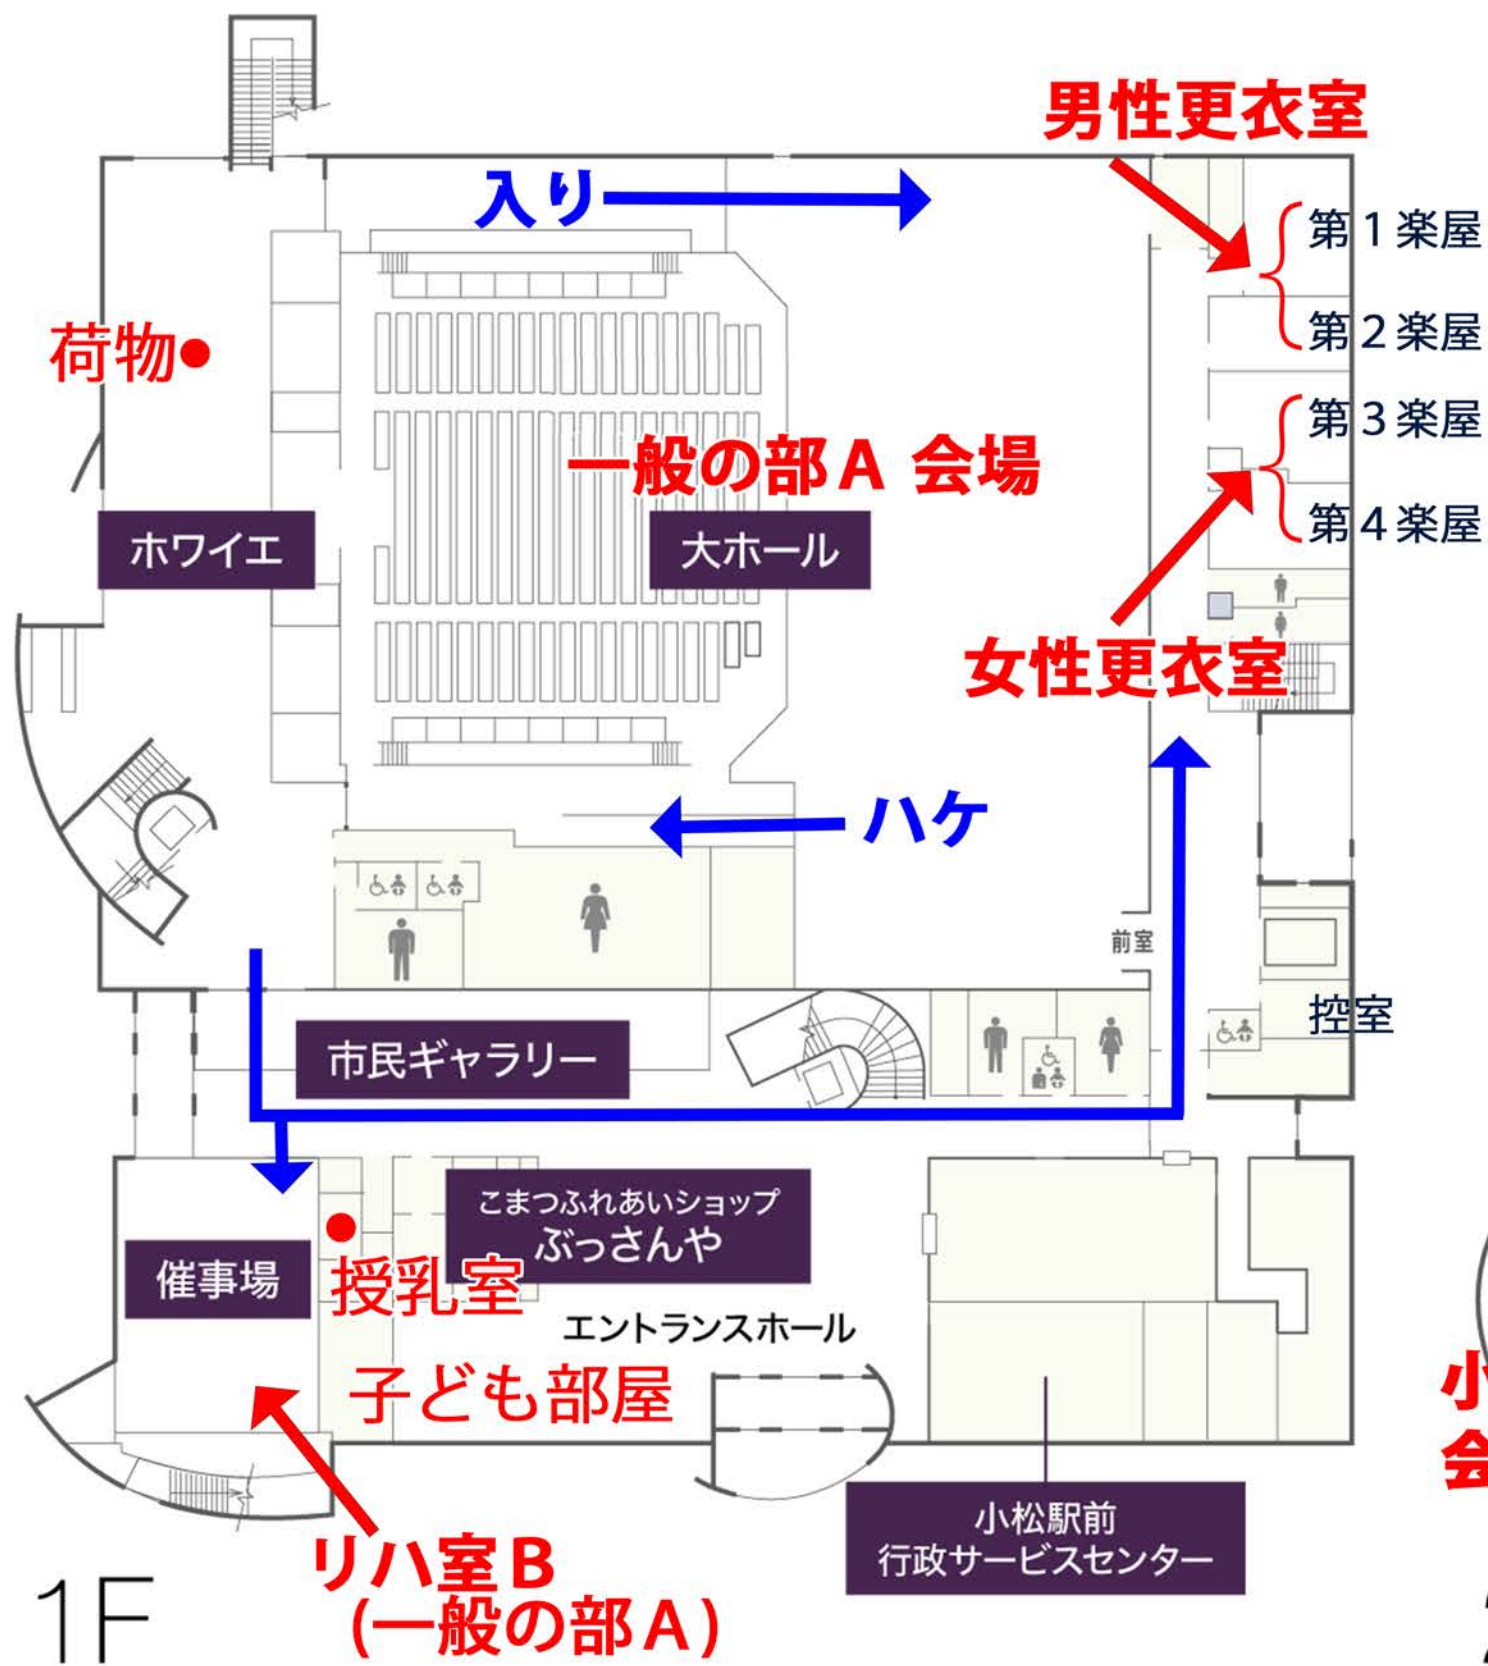 男性更衣室
入り
第１楽屋
第２楽屋
荷物
第３楽屋
一般の部Ａ 会場
第４楽屋
ホワイエ
大ホール
女性更衣室
ハケ
前室
控室
市民ギャラリー
こまつふれあいショップ
ぶっさんや
催事場
授乳室
エントランスホール
子ども部屋
小
会
小松駅前
行政サービスセンター
リハ室Ｂ
(一般の部Ａ)
1F